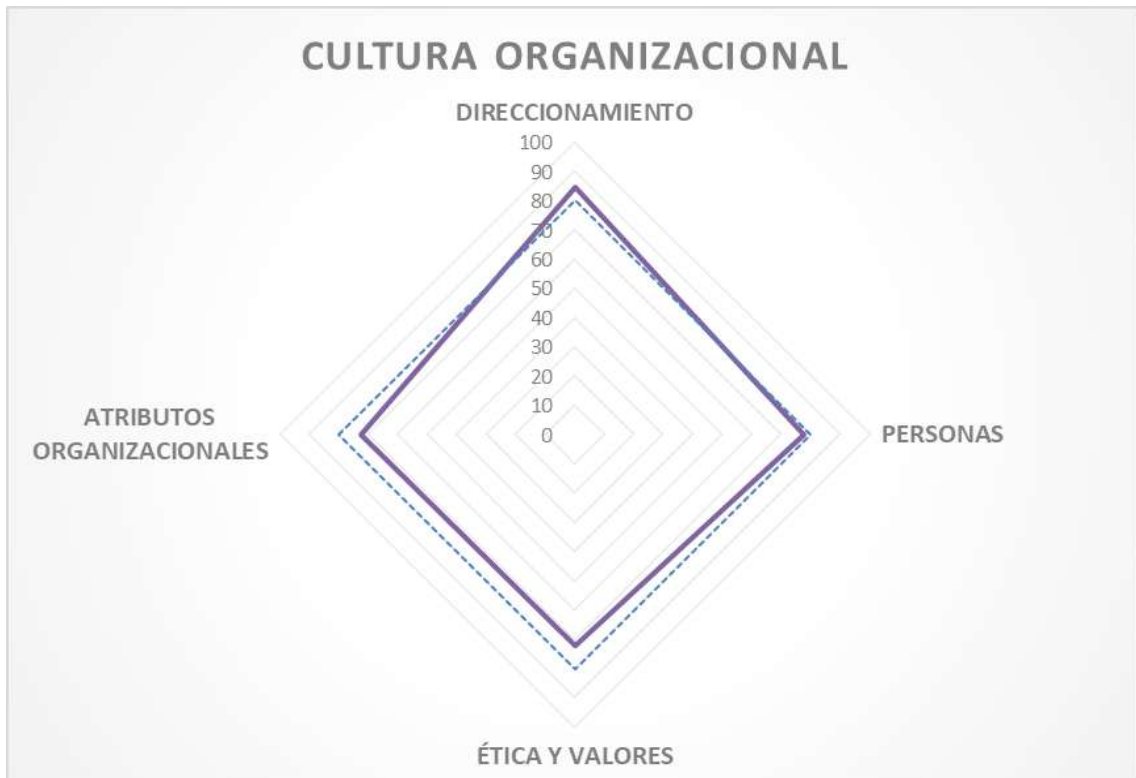 CULTURA ORGANIZACIONAL
DIRECCIONAMIENTO
100
90
80
70
60
50
40
30
20
10
0
ATRIBUTOS
ORGANIZACIONALES
PERSONAS
ÉTICA Y VALORES